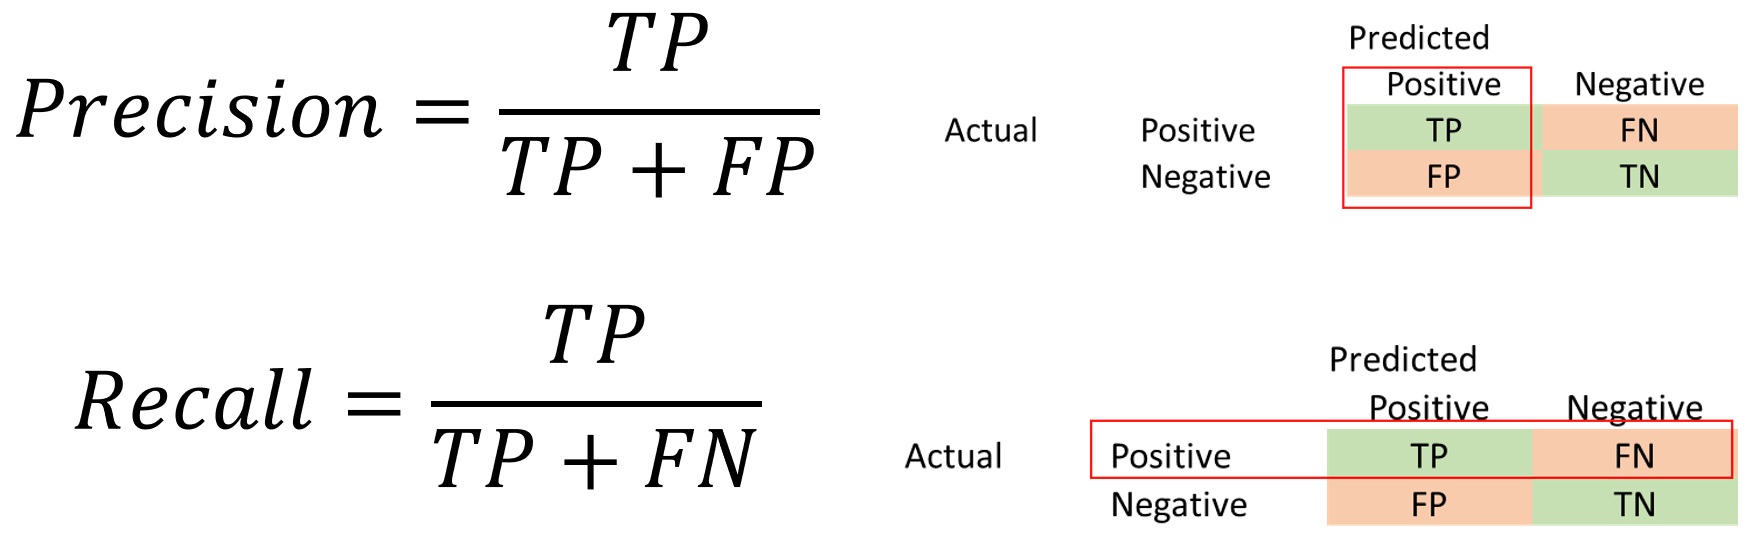 Precision = TP / (TP + FP)
Predicted
Positive Negative
Actual Positive TP FN
Negative FP TN
Recall = TP / (TP + FN)
Predicted
Positive Negative
Actual Positive TP FN
Negative FP TN